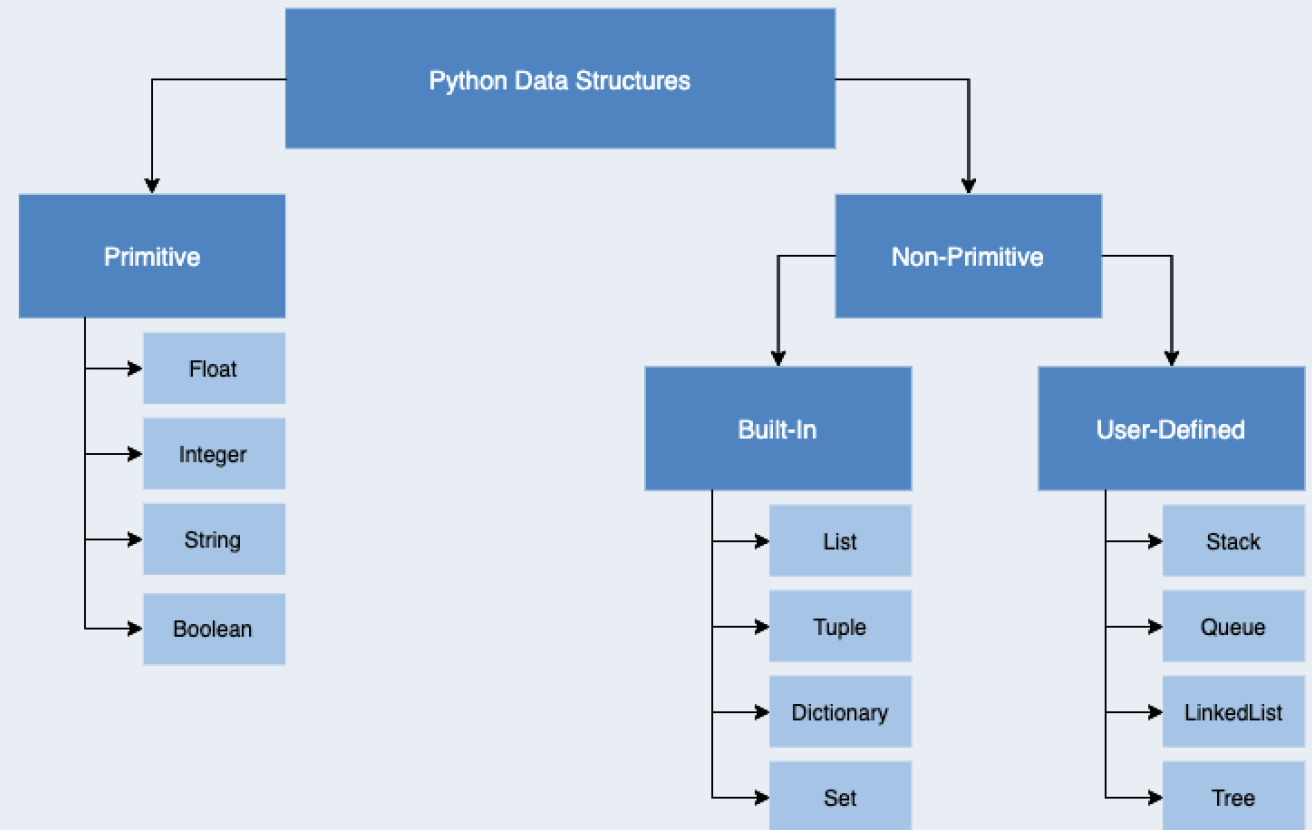 Python Data Structures
Primitive
Non-Primitive
Float
Integer
String
Boolean
Built-In
User-Defined
List
Tuple
Dictionary
Set
Stack
Queue
LinkedList
Tree